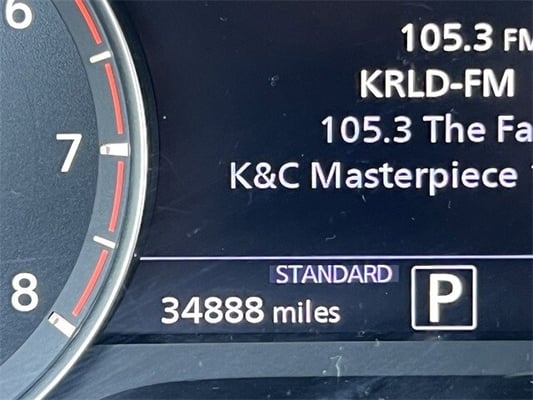 6
7
8
105.3 FM
KRLD-FM
105.3 The Fa
K&C Masterpiece
STANDARD
34888 miles
P